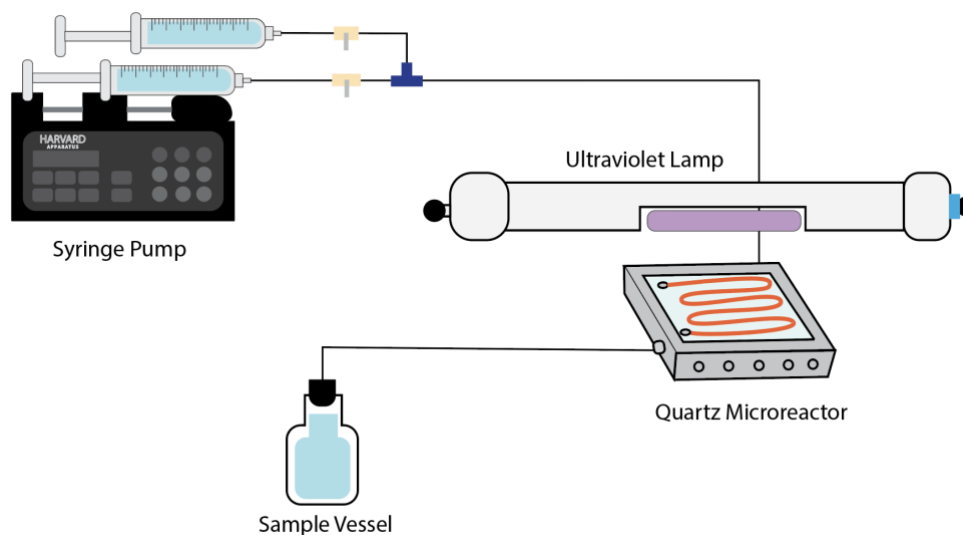 HARVARD
APPARATUS
Syringe Pump
Ultraviolet Lamp
Quartz Microreactor
Sample Vessel